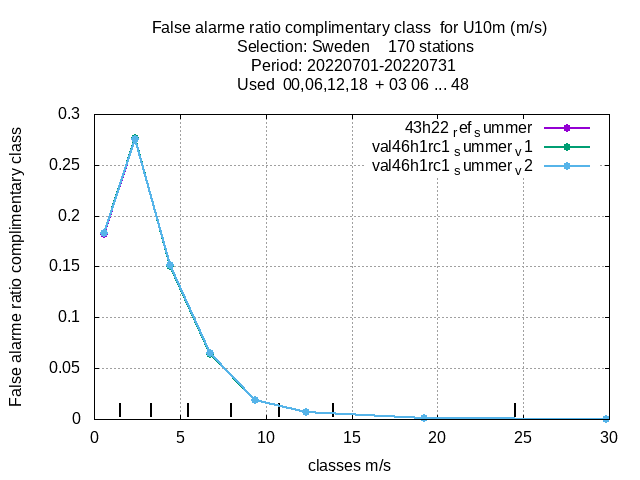 False alarme ratio complimentary class  for U10m (m/s)
Selection: Sweden    170 stations
Period: 20220701-20220731
Used  00,06,12,18  + 03 06 ... 48
43h22 ref summer
val46h1rc1 summer v1
val46h1rc1 summer v2
False alarme ratio complimentary class
0.3
0.25
0.2
0.15
0.1
0.05
0
0 5 10 15 20 25 30
classes m/s